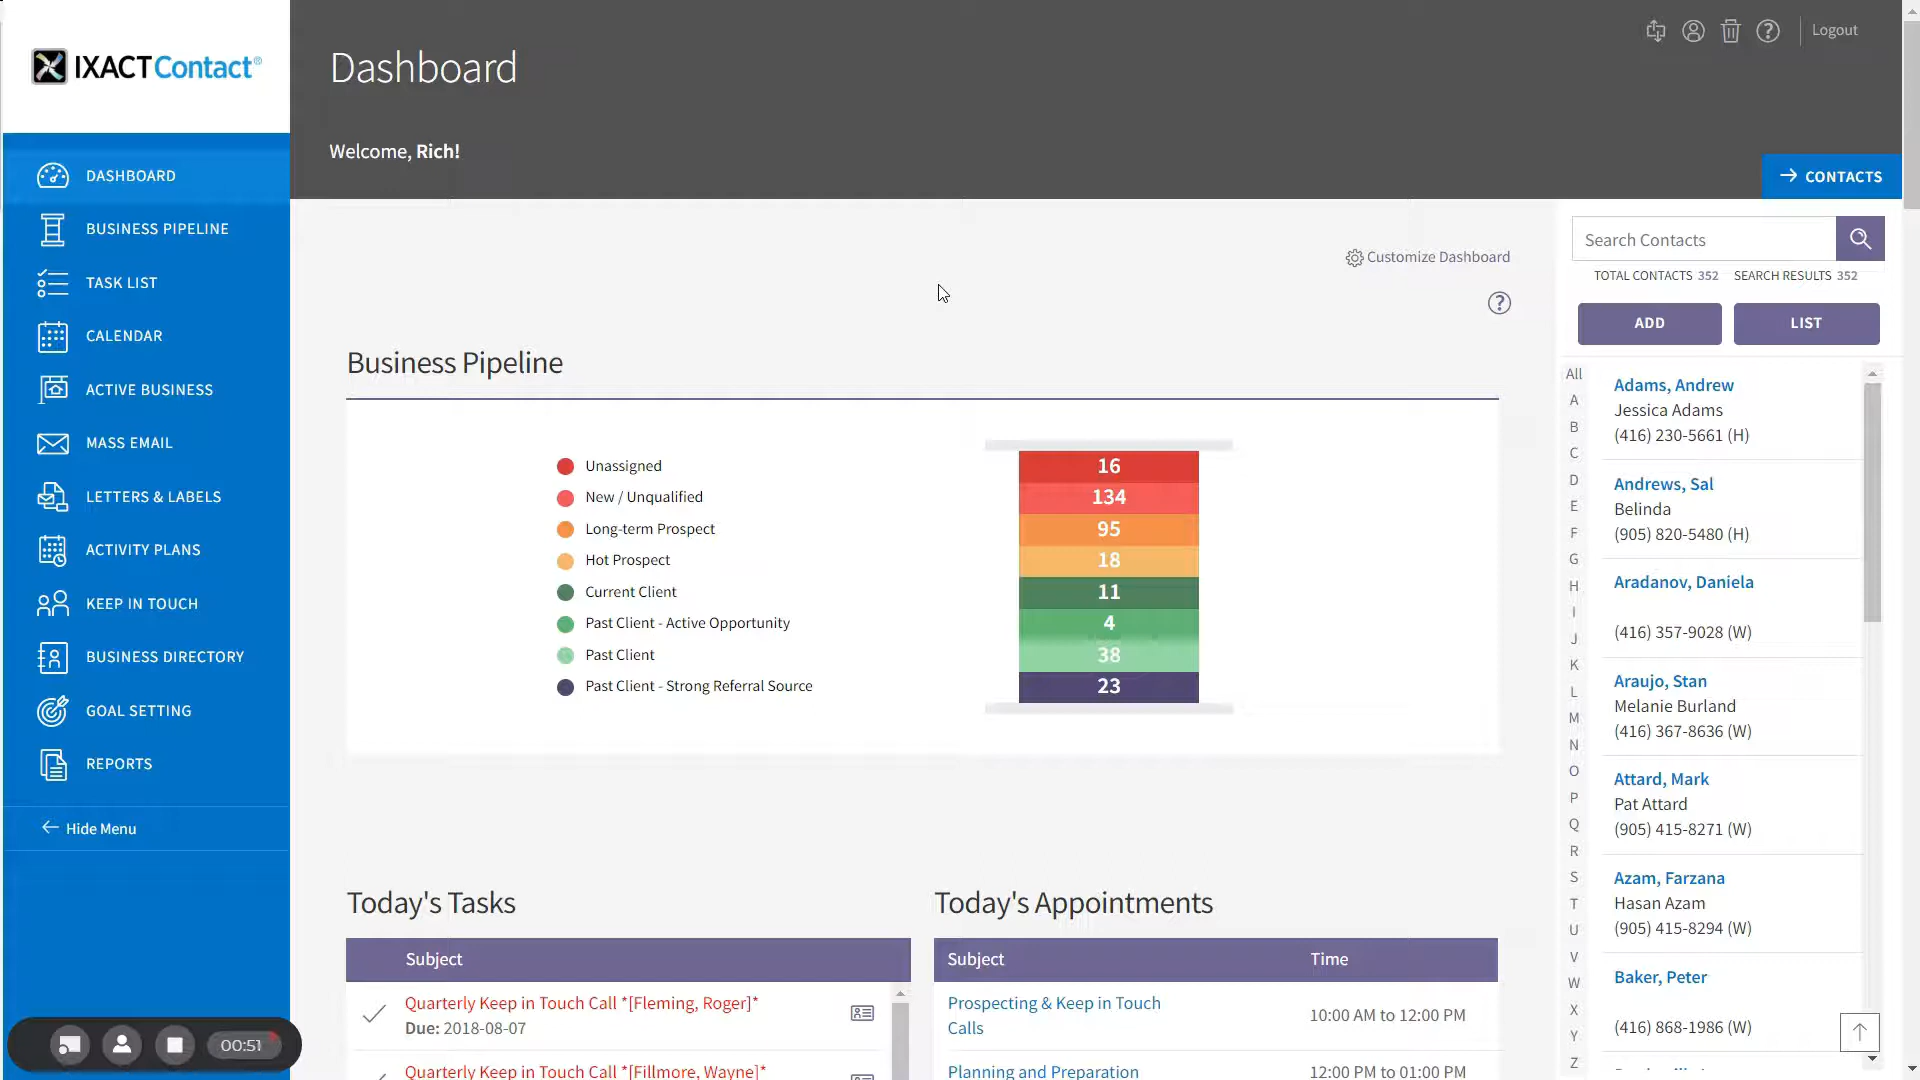 IXACTContact®
Dashboard
Logout
Welcome, Rich!
→ CONTACTS
DASHBOARD
BUSINESS PIPELINE
TASK LIST
CALENDAR
ACTIVE BUSINESS
MASS EMAIL
LETTERS & LABELS
ACTIVITY PLANS
KEEP IN TOUCH
BUSINESS DIRECTORY
GOAL SETTING
REPORTS
← Hide Menu
00:51
Customize Dashboard
?
Business Pipeline
Unassigned 16
New / Unqualified 134
Long-term Prospect 95
Hot Prospect 18
Current Client 11
Past Client - Active Opportunity 4
Past Client 38
Past Client - Strong Referral Source 23
Today's Tasks
Subject
Quarterly Keep in Touch Call *[Fleming, Roger]*
Due: 2018-08-07
Quarterly Keep in Touch Call *[Fillmore, Wayne]*
Today's Appointments
Subject Time
Prospecting & Keep in Touch
Calls
10:00 AM to 12:00 PM
Planning and Preparation 12:00 PM to 01:00 PM
Search Contacts
TOTAL CONTACTS 352 SEARCH RESULTS 352
ADD LIST
All
A
B
C
D
E
F
G
H
I
J
K
L
M
N
O
P
Q
R
S
T
U
V
W
X
Y
Z
Adams, Andrew
Jessica Adams
(416) 230-5661 (H)
Andrews, Sal
Belinda
(905) 820-5480 (H)
Aradanov, Daniela
(416) 357-9028 (W)
Araujo, Stan
Melanie Burland
(416) 367-8636 (W)
Attard, Mark
Pat Attard
(905) 415-8271 (W)
Azam, Farzana
Hasan Azam
(905) 415-8294 (W)
Baker, Peter
(416) 868-1986 (W)